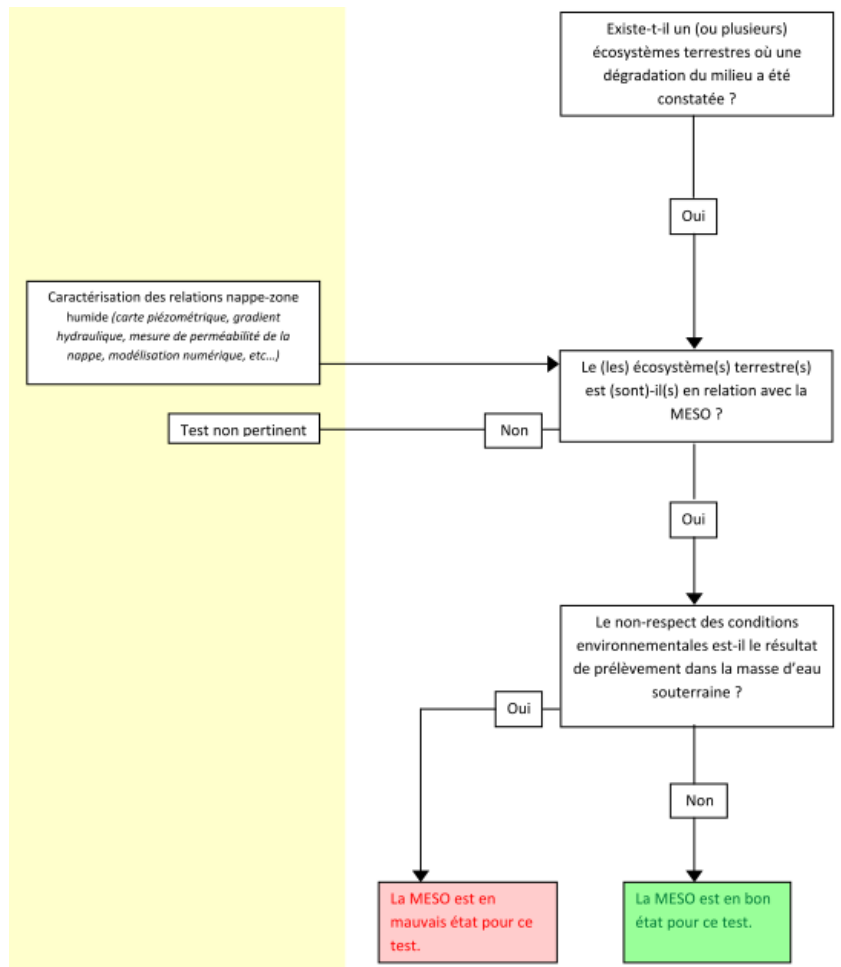 Existe-t-il un (ou plusieurs)
écosystèmes terrestres où une
dégradation du milieu a été
constatée ?
Oui
Caractérisation des relations nappe-zone
humide (carte piézométrique, gradient
hydraulique, mesure de perméabilité de la
nappe, modélisation numérique, etc...)
Le (les) écosystème(s) terrestre(s)
est (sont)-il(s) en relation avec la
MESO ?
Test non pertinent
Non
Oui
Le non-respect des conditions
environnementales est-il le résultat
de prélèvement dans la masse d'eau
souterraine ?
Oui
Non
La MESO est en
mauvais état pour ce
test.
La MESO est en bon
état pour ce test.